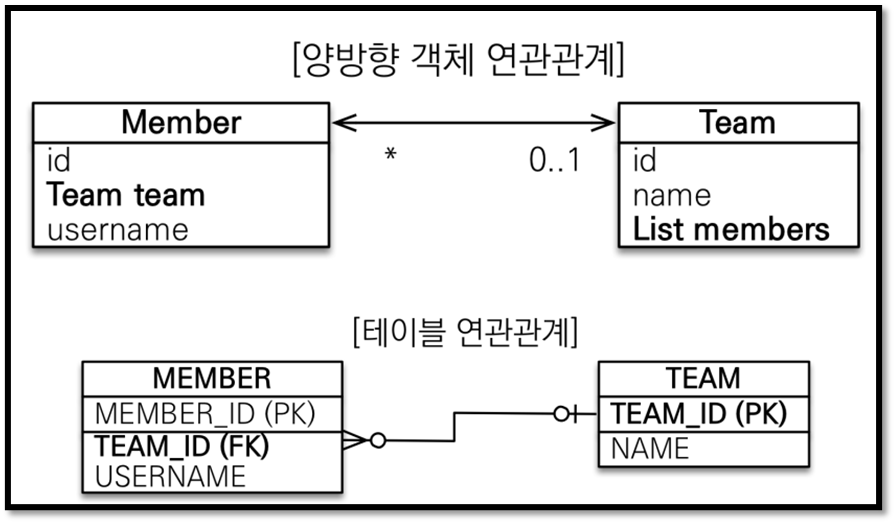 [양방향 객체 연관관계]
Member
id
Team team
username
*
0..1
Team
id
name
List members
[테이블 연관관계]
MEMBER
MEMBER_ID (PK)
TEAM_ID (FK)
USERNAME
TEAM
TEAM_ID (PK)
NAME